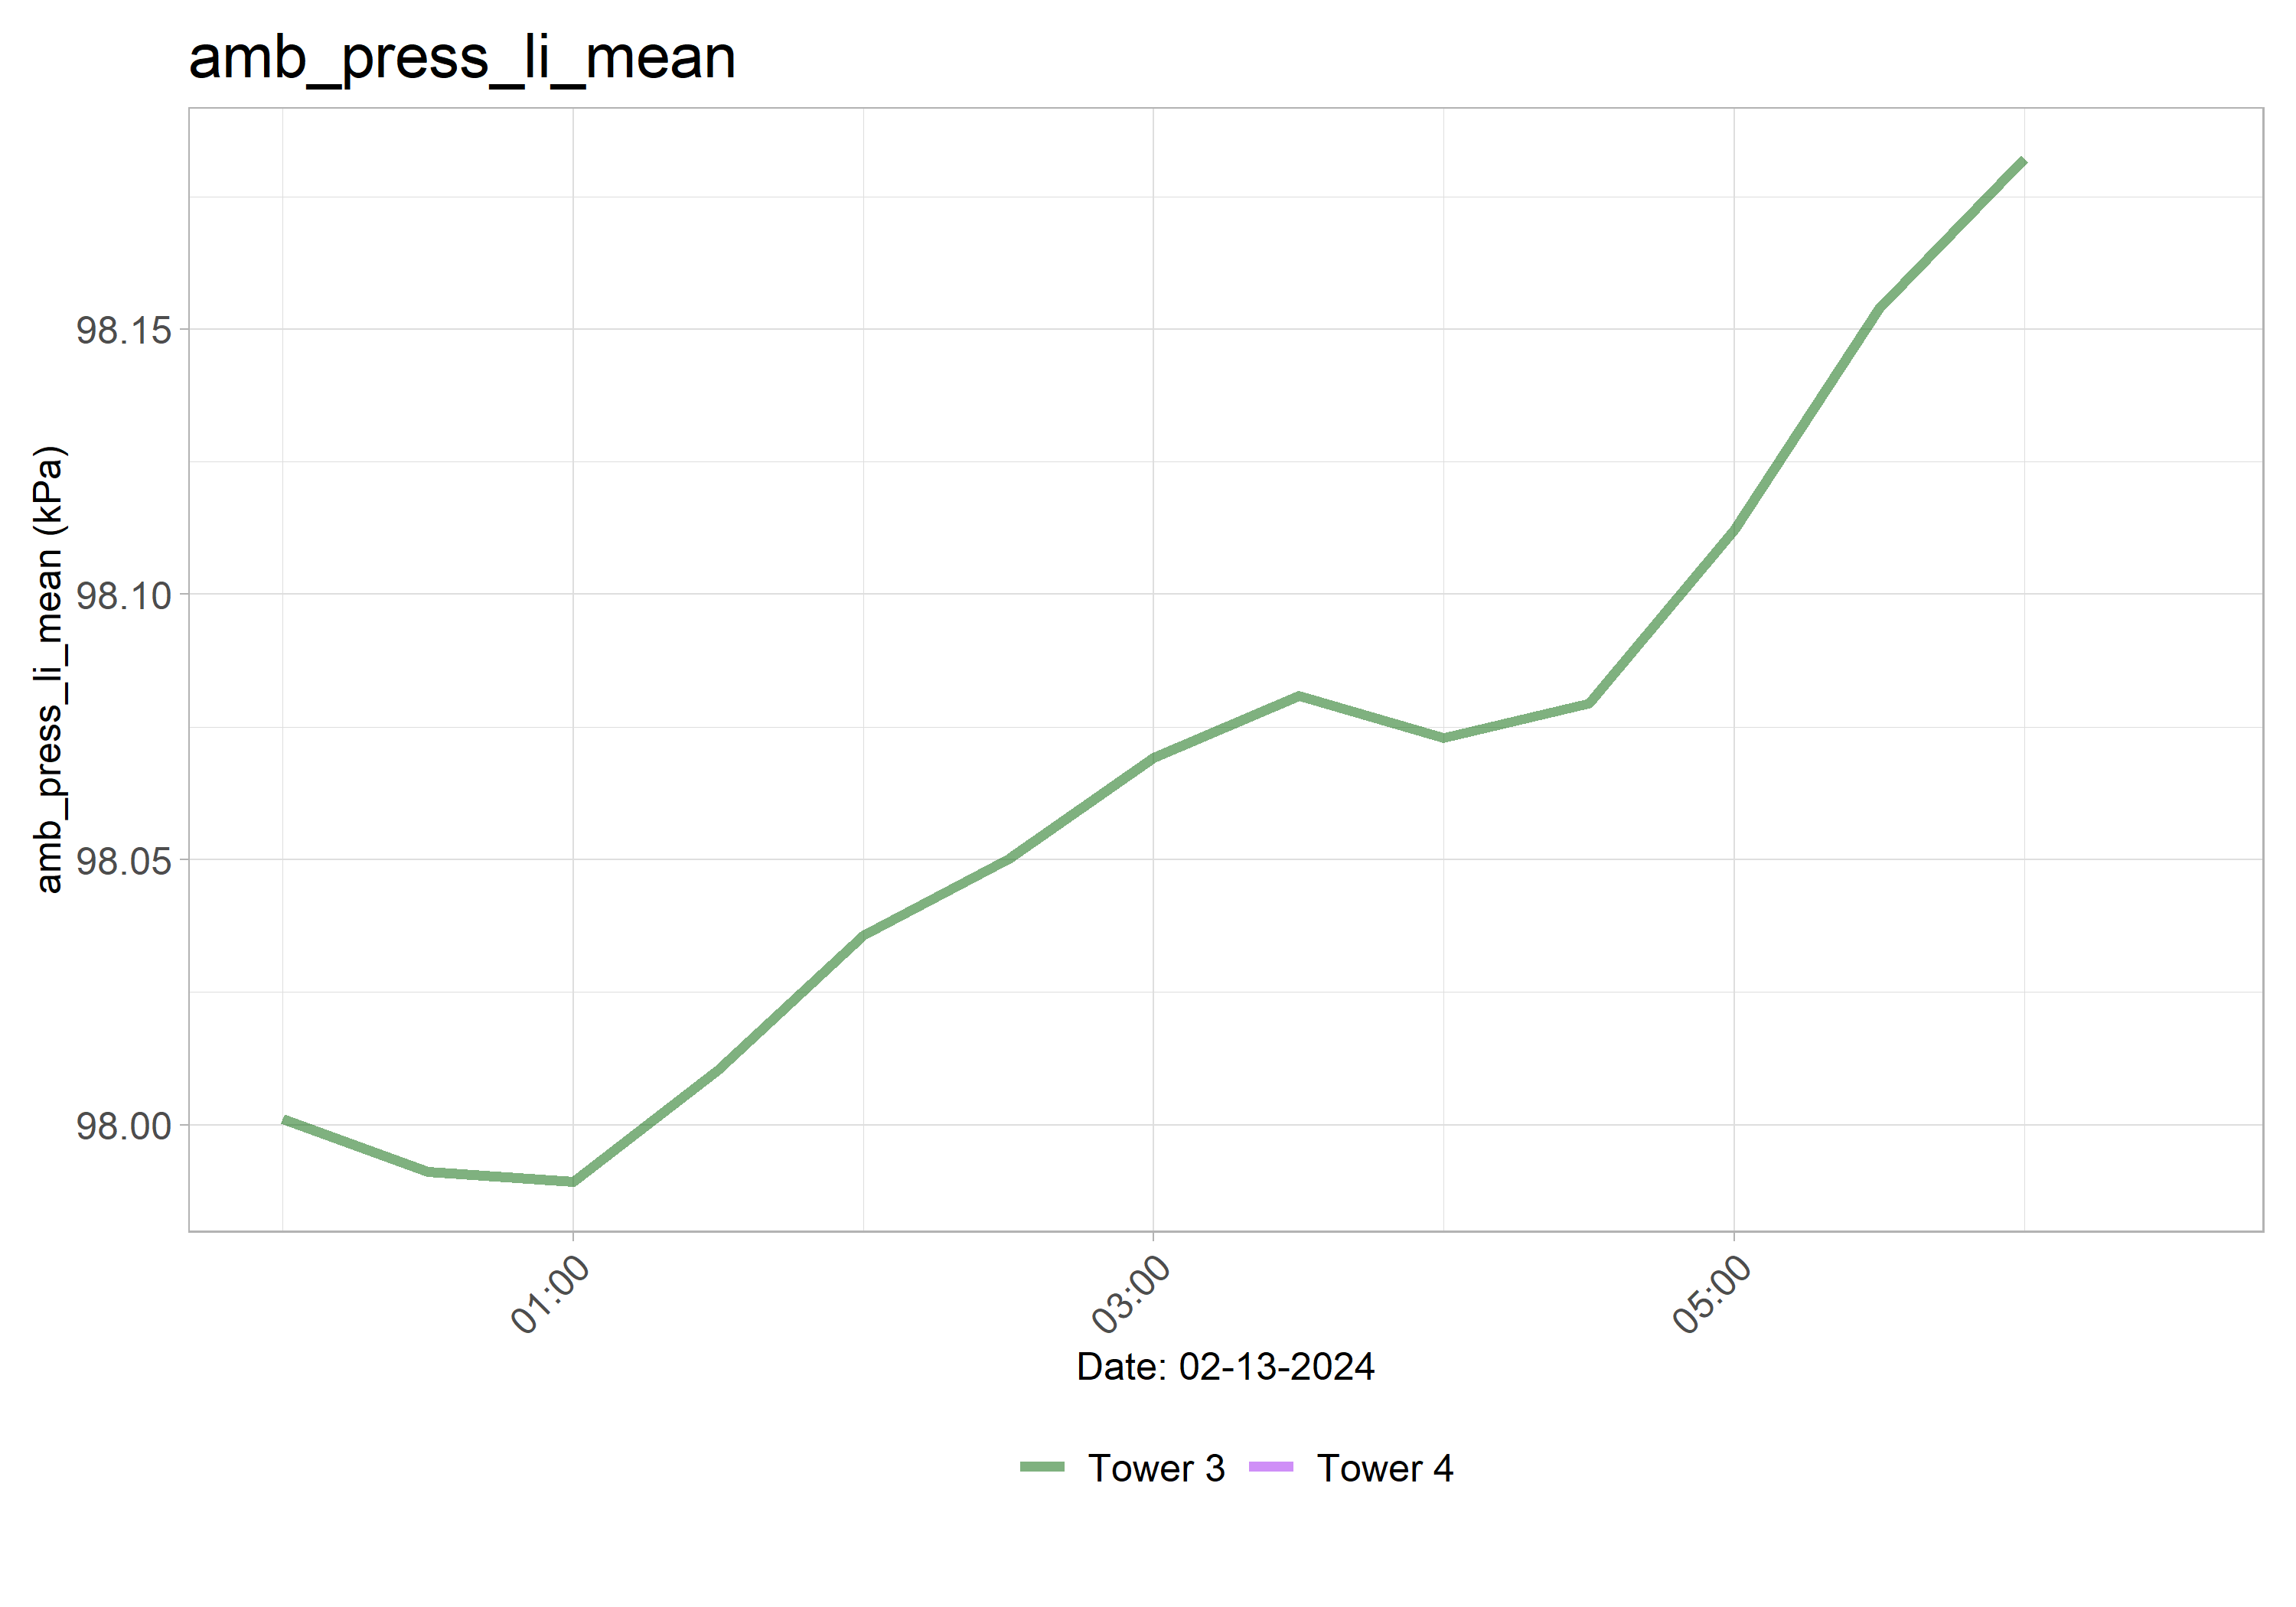 amb_press_li_mean
amb_press_li_mean (kPa)
98.15
98.10
98.05
98.00
01:00
03:00
05:00
Date: 02-13-2024
Tower 3
Tower 4